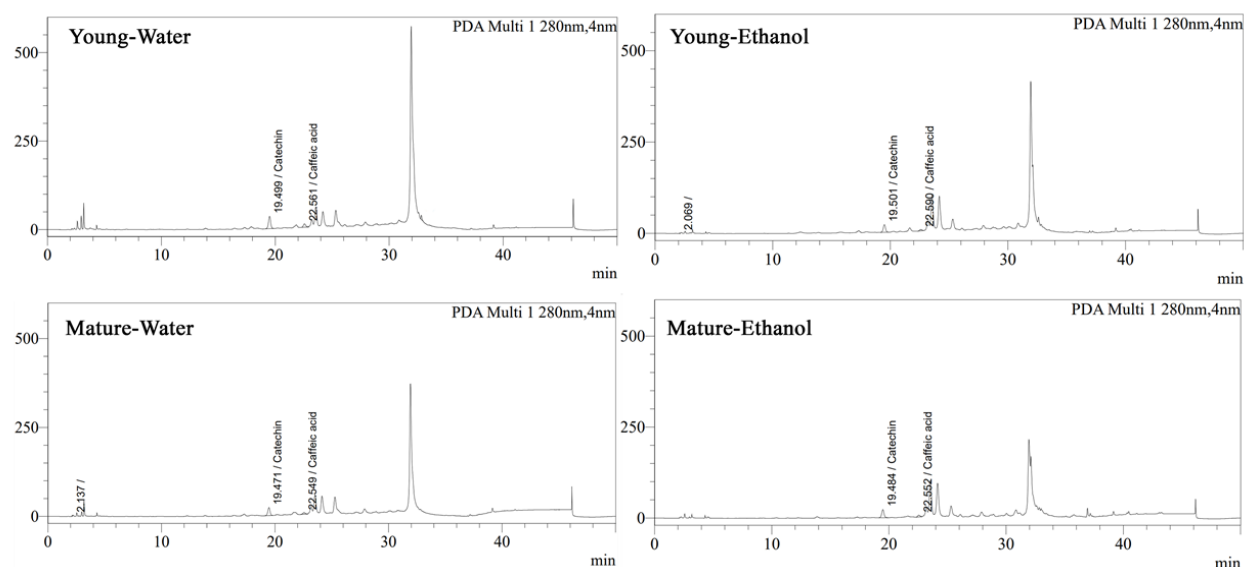 PDA Multi 1 280nm,4nm
Young-Water
500
250
0
19.499 / Catechin
22.561 / Caffeic acid
0
10
20
30
40
min
PDA Multi 1 280nm,4nm
Young-Ethanol
500
250
0
2.069 /
19.501 / Catechin
22.590 / Caffeic acid
0
10
20
30
40
min
PDA Multi 1 280nm,4nm
Mature-Water
500
250
0
2.137 /
19.471 / Catechin
22.549 / Caffeic acid
0
10
20
30
40
min
PDA Multi 1 280nm,4nm
Mature-Ethanol
500
250
0
19.484 / Catechin
22.552 / Caffeic acid
0
10
20
30
40
min